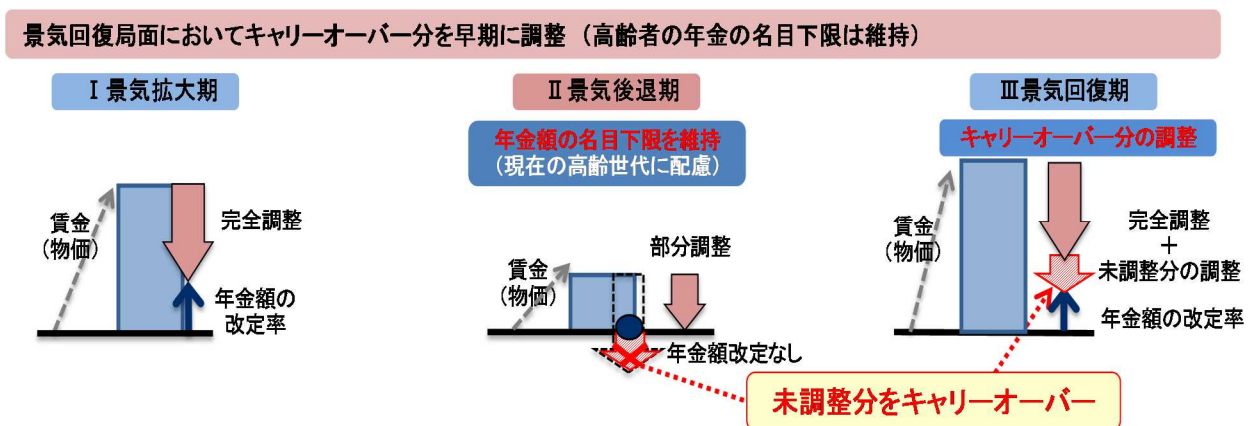 景気回復局面においてキャリーオーバー分を早期に調整（高齢者の年金の名目下限は維持）
Ⅰ景気拡大期
賃金
（物価）
完全調整
年金額の
改定率
Ⅱ景気後退期
年金額の名目下限を維持
（現在の高齢世代に配慮）
賃金
（物価）
部分調整
年金額改定なし
Ⅲ景気回復期
キャリーオーバー分の調整
賃金
（物価）
完全調整
＋
未調整分の調整
年金額の改定率
未調整分をキャリーオーバー